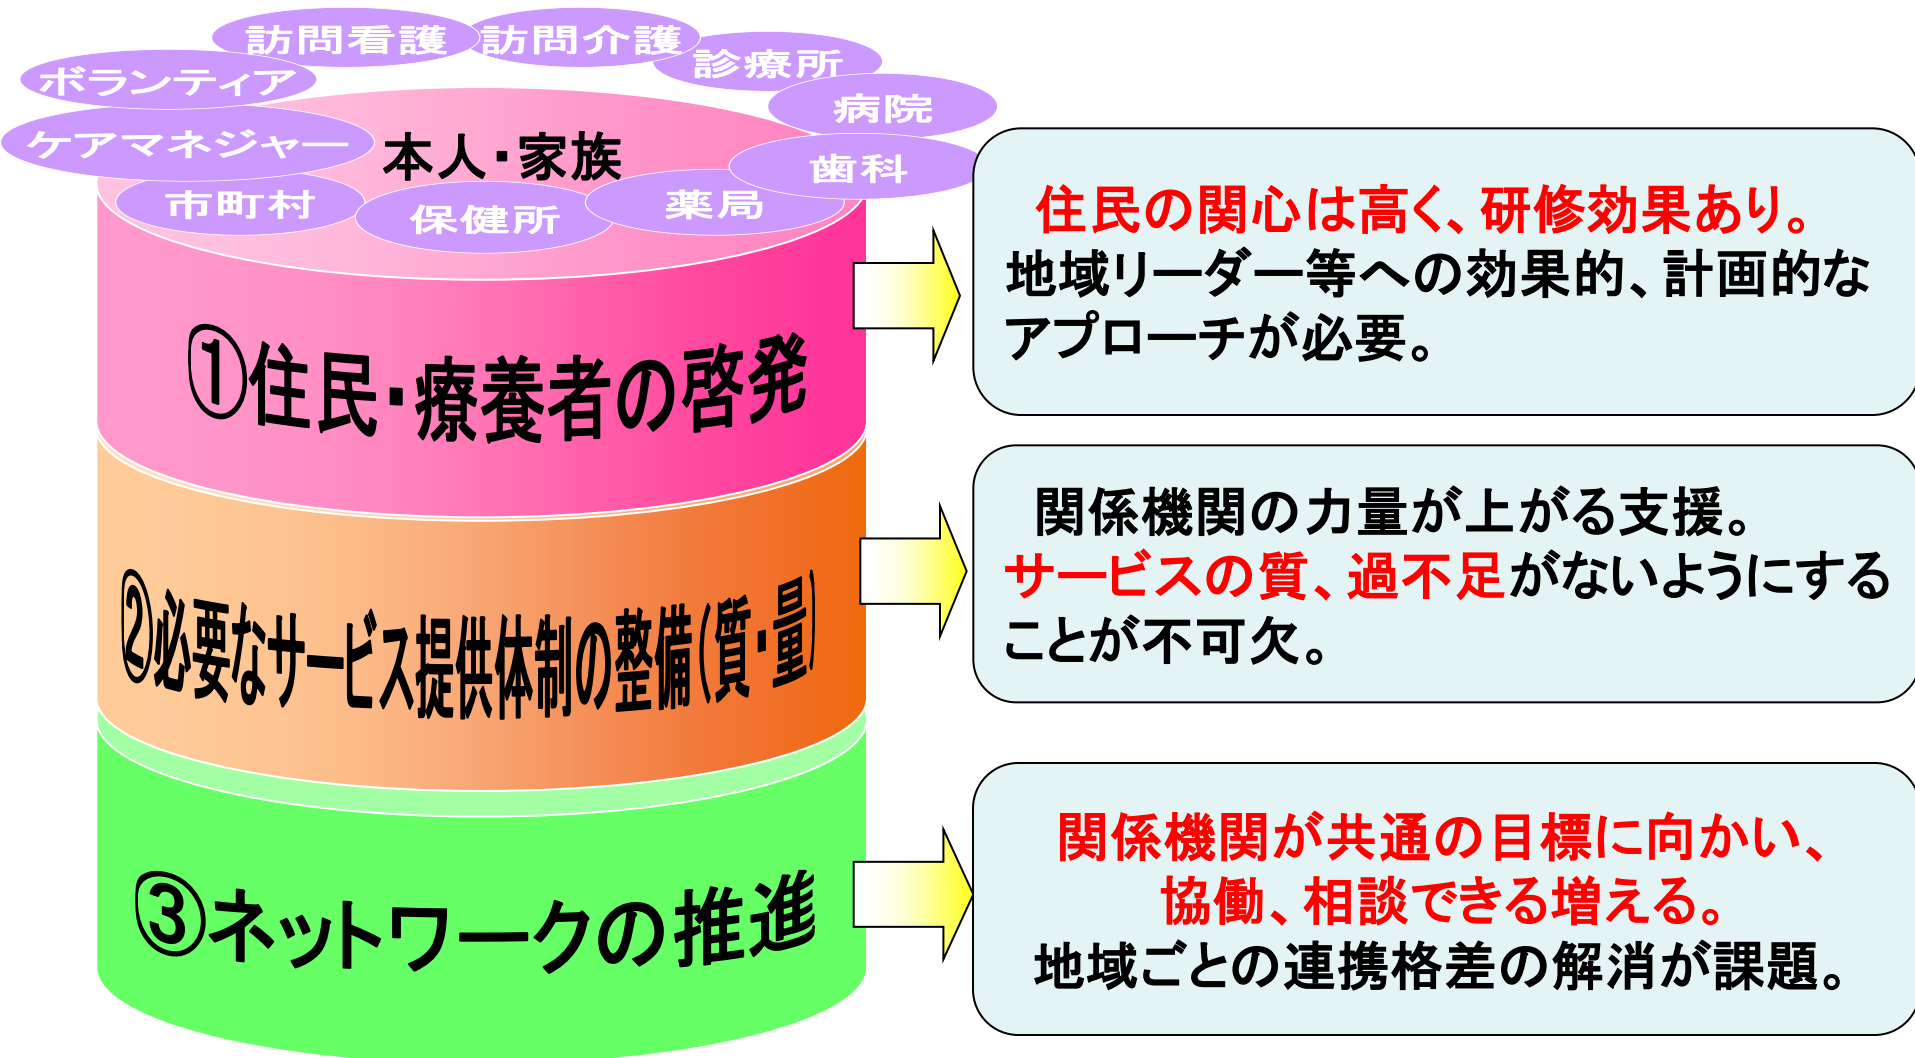 訪問看護
訪問介護
診療所
ボランティア
病院
ケアマネジャー
本人・家族
歯科
市町村
保健所
薬局
①住民・療養者の啓発
②必要なサービス提供体制の整備(質・量)
③ネットワークの推進
住民の関心は高く、研修効果あり。
地域リーダー等への効果的、計画的な
アプローチが必要。
関係機関の力量が上がる支援。
サービスの質、過不足がないようにする
ことが不可欠。
関係機関が共通の目標に向かい、
協働、相談できる増える。
地域ごとの連携格差の解消が課題。